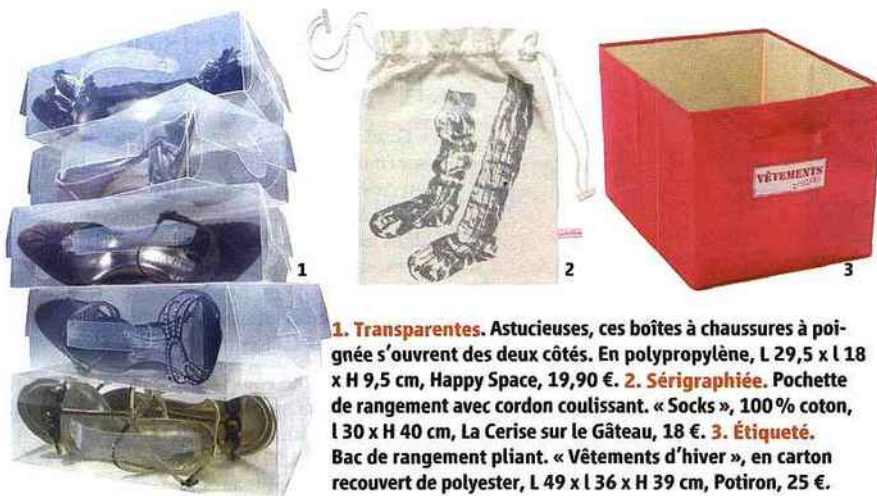 VÊTEMENTS
1
2
3
1. Transparentes. Astucieuses, ces boîtes à chaussures à poi-
gnée s'ouvrent des deux côtés. En polypropylène, L 29,5 x l 18
x H 9,5 cm, Happy Space, 19,90 €. 2. Sérigraphiée. Pochette
de rangement avec cordon coulissant. « Socks », 100 % coton,
l 30 x H 40 cm, La Cerise sur le Gâteau, 18 €. 3. Étiqueté.
Bac de rangement pliant. « Vêtements d'hiver », en carton
recouvert de polyester, L 49 x l 36 x H 39 cm, Potiron, 25 €.